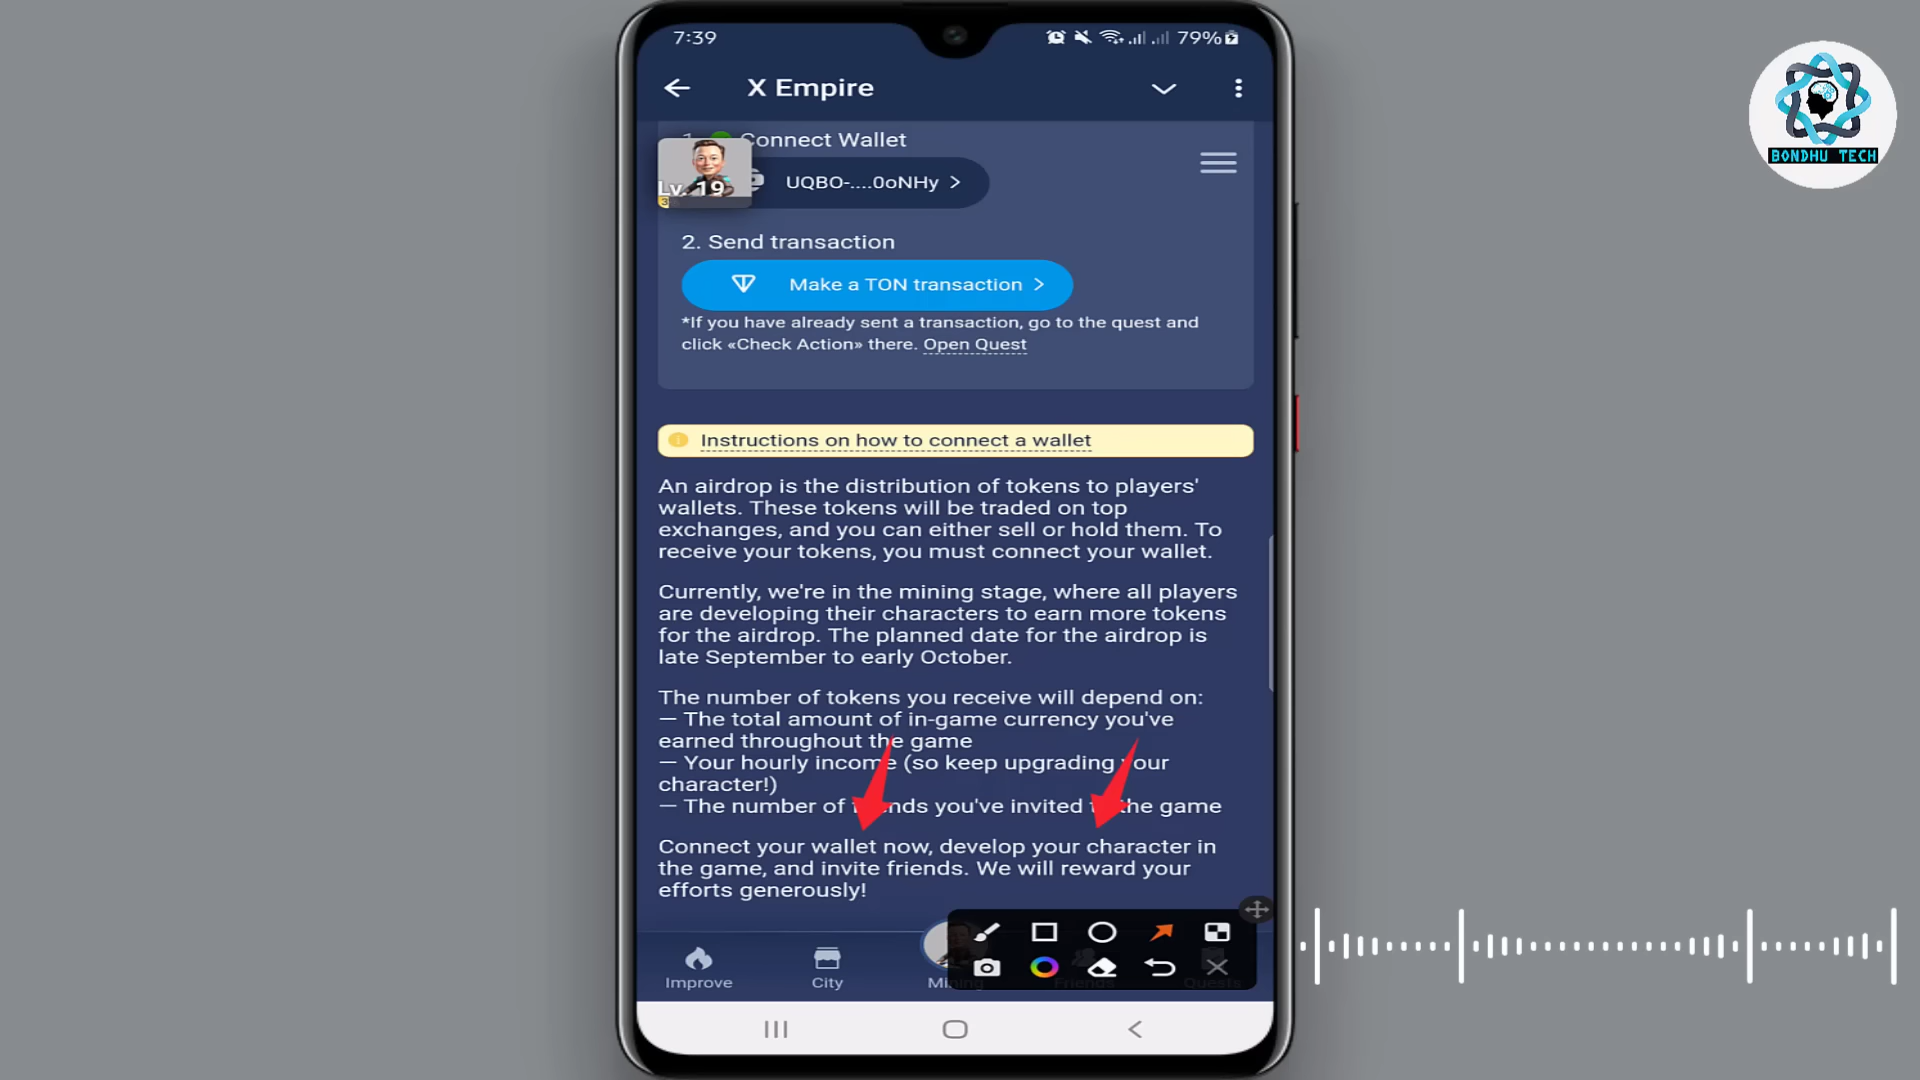 7:39
79%
X Empire
BONDHU TECH
Connect Wallet
Lv. 19
UQBO-....0oNHy >
2. Send transaction
Make a TON transaction >
*If you have already sent a transaction, go to the quest and
click «Check Action» there. Open Quest
Instructions on how to connect a wallet
An airdrop is the distribution of tokens to players'
wallets. These tokens will be traded on top
exchanges, and you can either sell or hold them. To
receive your tokens, you must connect your wallet.
Currently, we're in the mining stage, where all players
are developing their characters to earn more tokens
for the airdrop. The planned date for the airdrop is
late September to early October.
The number of tokens you receive will depend on:
— The total amount of in-game currency you've
earned throughout the game
— Your hourly income (so keep upgrading your
character!)
— The number of friends you've invited to the game
Connect your wallet now, develop your character in
the game, and invite friends. We will reward your
efforts generously!
Improve
City
Mining
Friends
Quests